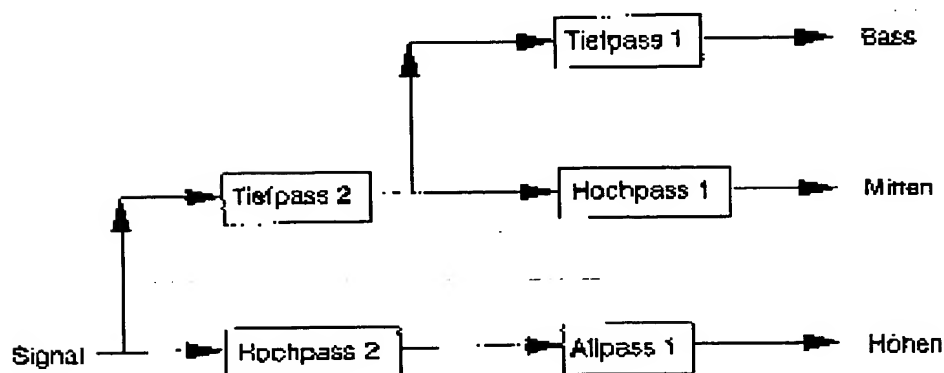 Tiefpass 1
Bass
Tiefpass 2
Hochpass 1
Mitten
Signal
Hochpass 2
Allpass 1
Höhen